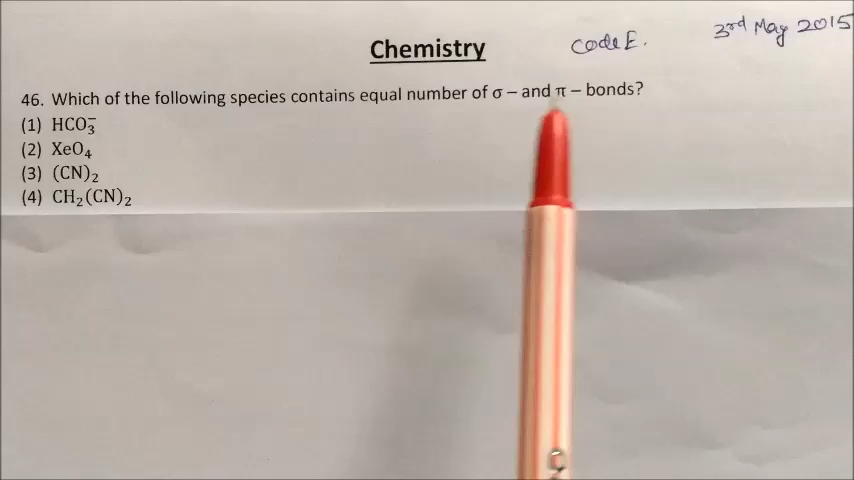 Chemistry Code E. 3rd May 2015
46. Which of the following species contains equal number of σ – and π – bonds?
(1) HCO₃⁻
(2) XeO₄
(3) (CN)₂
(4) CH₂(CN)₂